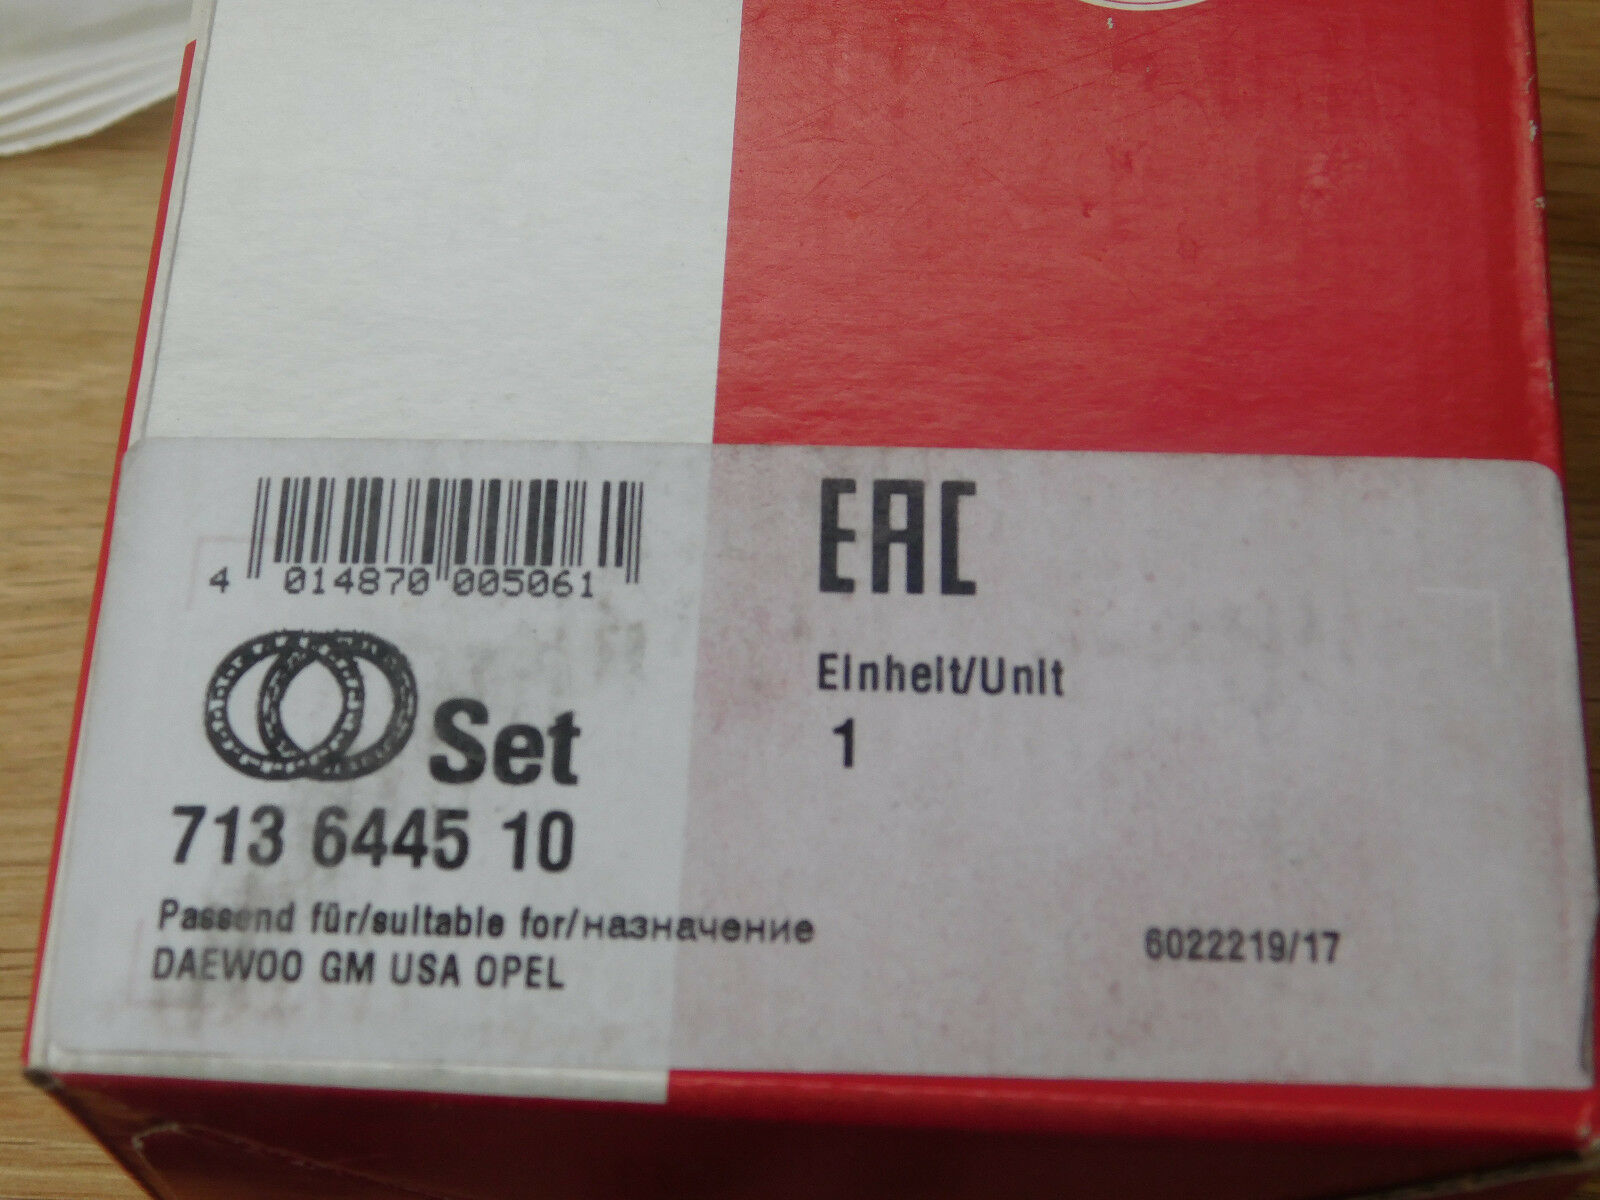 EAC
4 014870 005061
Einheit/Unit
Set
1
713 6445 10
Passend für/suitable for/назначение
6022219/17
DAEWOO GM USA OPEL